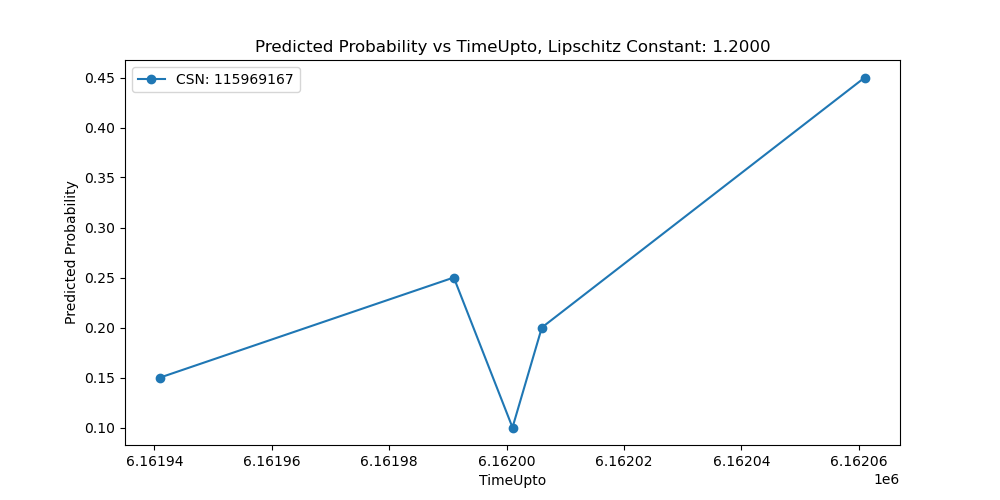 Predicted Probability vs TimeUpto, Lipschitz Constant: 1.2000
CSN: 115969167
Predicted Probability
0.45
0.40
0.35
0.30
0.25
0.20
0.15
0.10
6.16194 6.16196 6.16198 6.16200 6.16202 6.16204 6.16206
1e6
TimeUpto